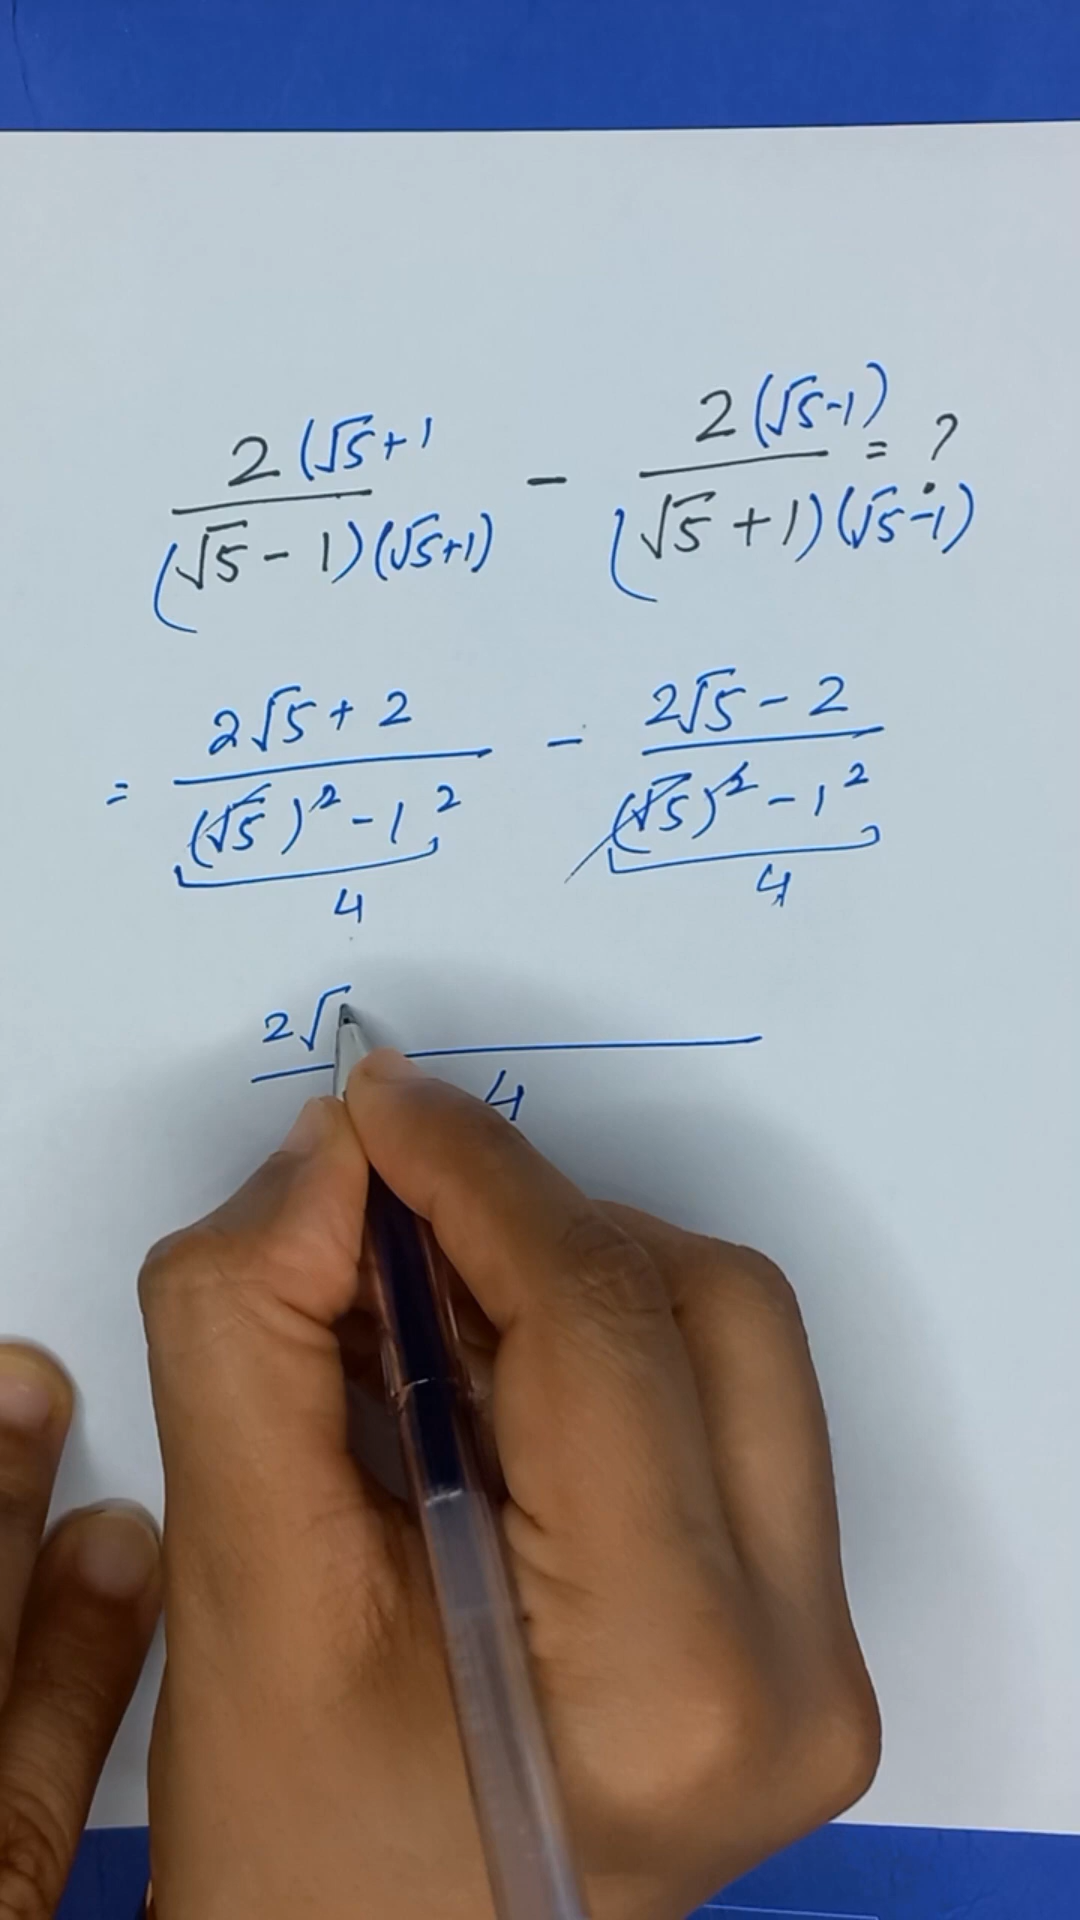 2(√5+1 / (√5-1)(√5+1) - 2(√5-1) / (√5+1)(√5-1) = ?
= 2√5+2 / (√5)²-1² - 2√5-2 / (√5)²-1²
4 4
2√ / 4